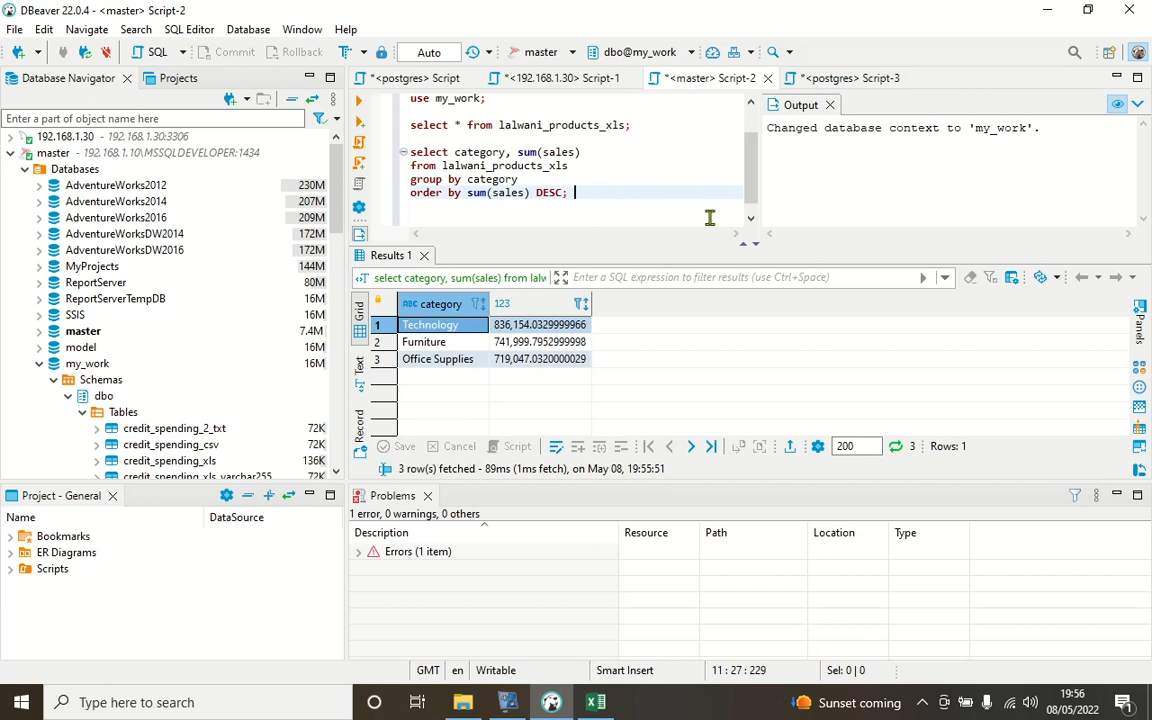 DBeaver 22.0.4 - <master> Script-2
File Edit Navigate Search SQL Editor Database Window Help
SQL Commit Rollback Auto master dbo@my_work
Database Navigator Projects
*<postgres> Script *<192.168.1.30> Script-1 *<master> Script-2 *<postgres> Script-3
Enter a part of object name here
192.168.1.30 - 192.168.1.30:3306
master - 192.168.1.10\MSSQLDEVELOPER:1434
Databases
AdventureWorks2012 230M
AdventureWorks2014 207M
AdventureWorks2016 209M
AdventureWorksDW2014 172M
AdventureWorksDW2016 172M
MyProjects 144M
ReportServer 80M
ReportServerTempDB 16M
SSIS 16M
master 7.4M
model 16M
my_work 16M
Schemas
dbo
Tables
credit_spending_2_txt 72K
credit_spending_csv 72K
credit_spending_xls 136K
credit_spending_xls_varchar255 72K
use my_work;
select * from lalwani_products_xls;
select category, sum(sales)
from lalwani_products_xls
group by category
order by sum(sales) DESC;
Output
Changed database context to 'my_work'.
Results 1
select category, sum(sales) from lalw
Enter a SQL expression to filter results (use Ctrl+Space)
Grid
Text
Record
Panels
ABC category 123
1 Technology 836,154.0329999966
2 Furniture 741,999.7952999998
3 Office Supplies 719,047.0320000029
Save Cancel Script 200 3 Rows: 1
3 row(s) fetched - 89ms (1ms fetch), on May 08, 19:55:51
Project - General
Name DataSource
Bookmarks
ER Diagrams
Scripts
Problems
1 error, 0 warnings, 0 others
Description Resource Path Location Type
Errors (1 item)
GMT en Writable Smart Insert 11 : 27 : 229 Sel: 0 | 0
Type here to search
Sunset coming
19:56
08/05/2022
1